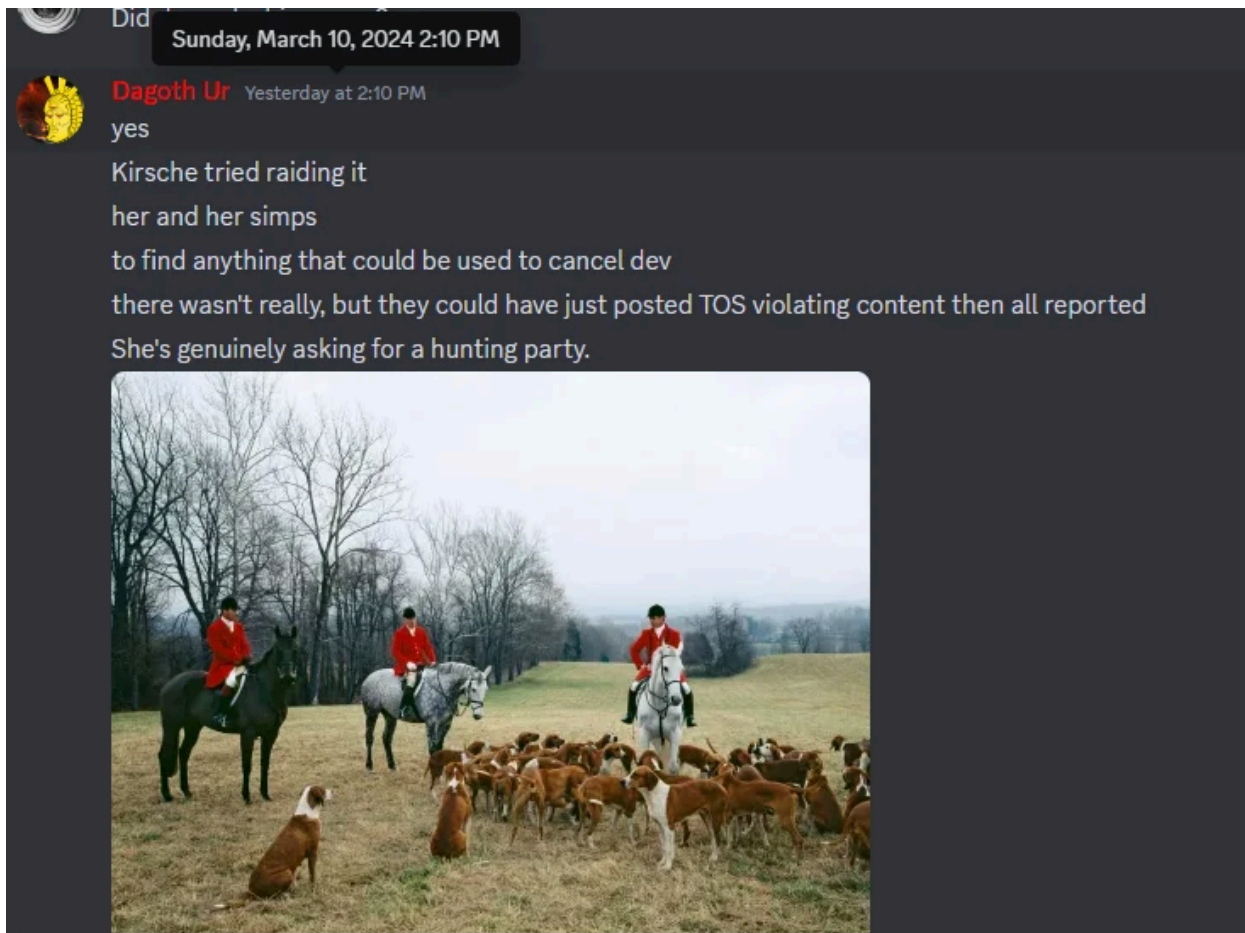 Did
Sunday, March 10, 2024 2:10 PM
Dagoth Ur Yesterday at 2:10 PM
yes
Kirsche tried raiding it
her and her simps
to find anything that could be used to cancel dev
there wasn't really, but they could have just posted TOS violating content then all reported
She's genuinely asking for a hunting party.